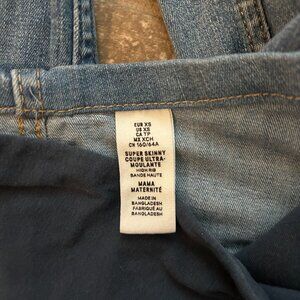 EUR XS
US XS
CA TP
MX XCH
CN 160/64A
SUPER SKINNY
COUPE ULTRA-
MOULANTE
HIGH RIB
BANDE HAUTE
MAMA
MATERNITÉ
MADE IN
BANGLADESH
FABRIQUÉ AU
BANGLADESH